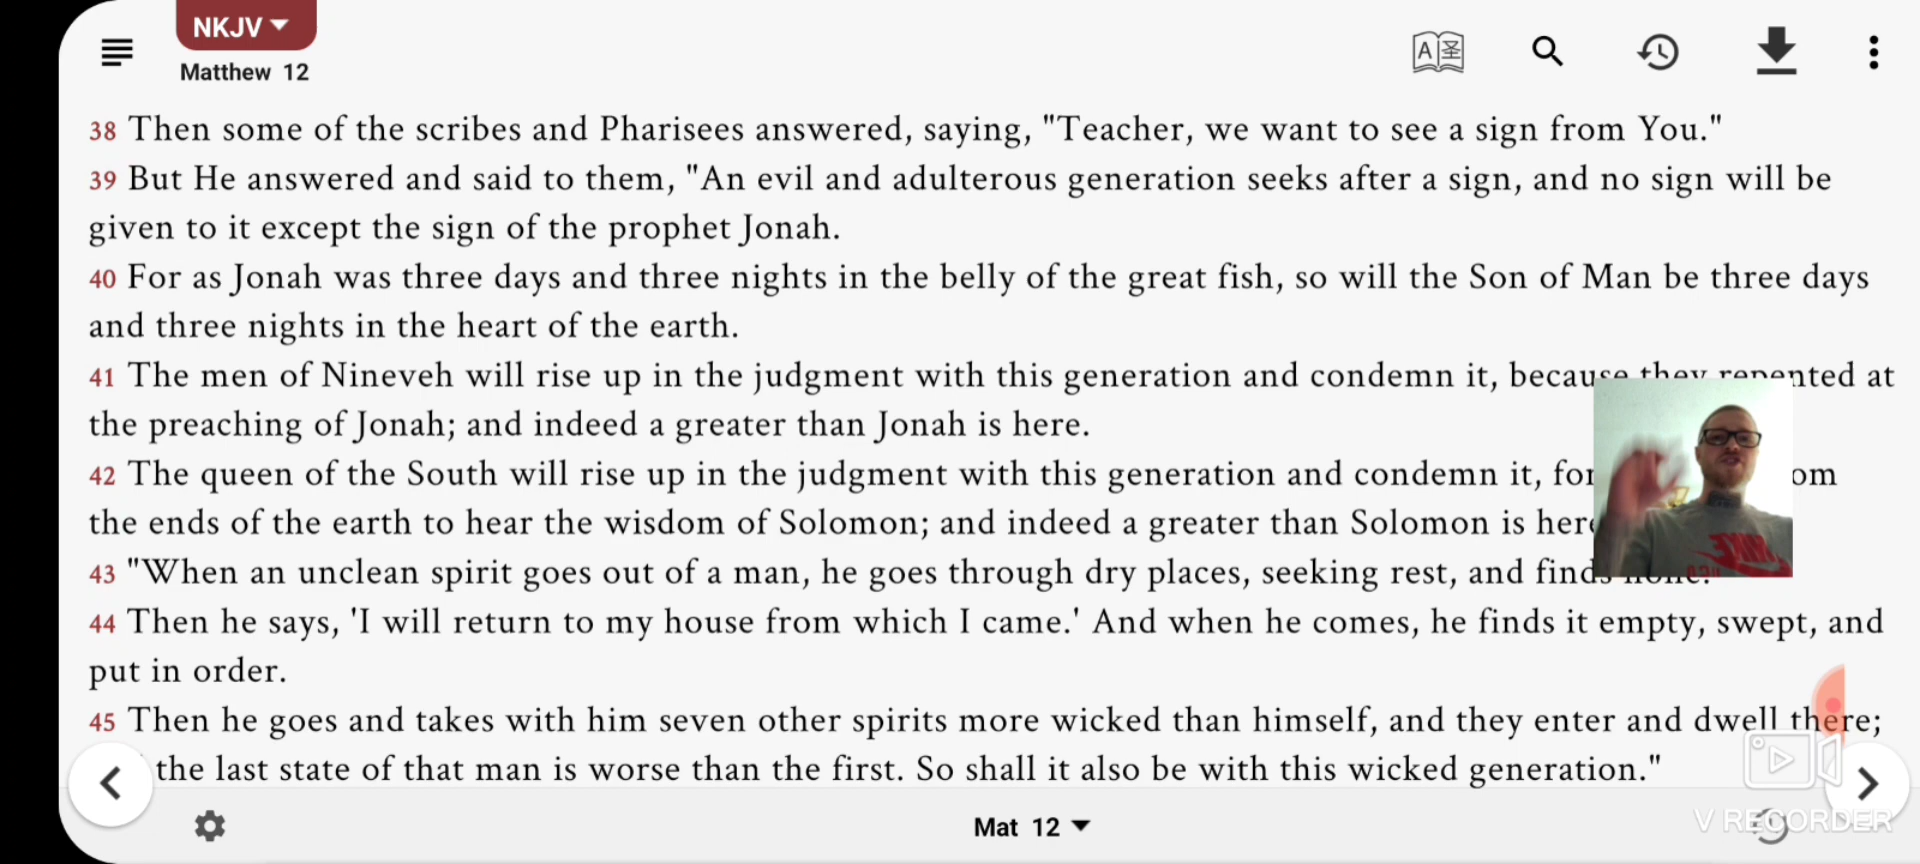 NKJV
Matthew 12
A 圣
38 Then some of the scribes and Pharisees answered, saying, "Teacher, we want to see a sign from You."
39 But He answered and said to them, "An evil and adulterous generation seeks after a sign, and no sign will be
given to it except the sign of the prophet Jonah.
40 For as Jonah was three days and three nights in the belly of the great fish, so will the Son of Man be three days
and three nights in the heart of the earth.
41 The men of Nineveh will rise up in the judgment with this generation and condemn it, because they repented at
the preaching of Jonah; and indeed a greater than Jonah is here.
42 The queen of the South will rise up in the judgment with this generation and condemn it, for
the ends of the earth to hear the wisdom of Solomon; and indeed a greater than Solomon is here
43 "When an unclean spirit goes out of a man, he goes through dry places, seeking rest, and finds none.
44 Then he says, 'I will return to my house from which I came.' And when he comes, he finds it empty, swept, and
put in order.
45 Then he goes and takes with him seven other spirits more wicked than himself, and they enter and dwell there;
the last state of that man is worse than the first. So shall it also be with this wicked generation."
NIKE
Mat 12
V RECORDER